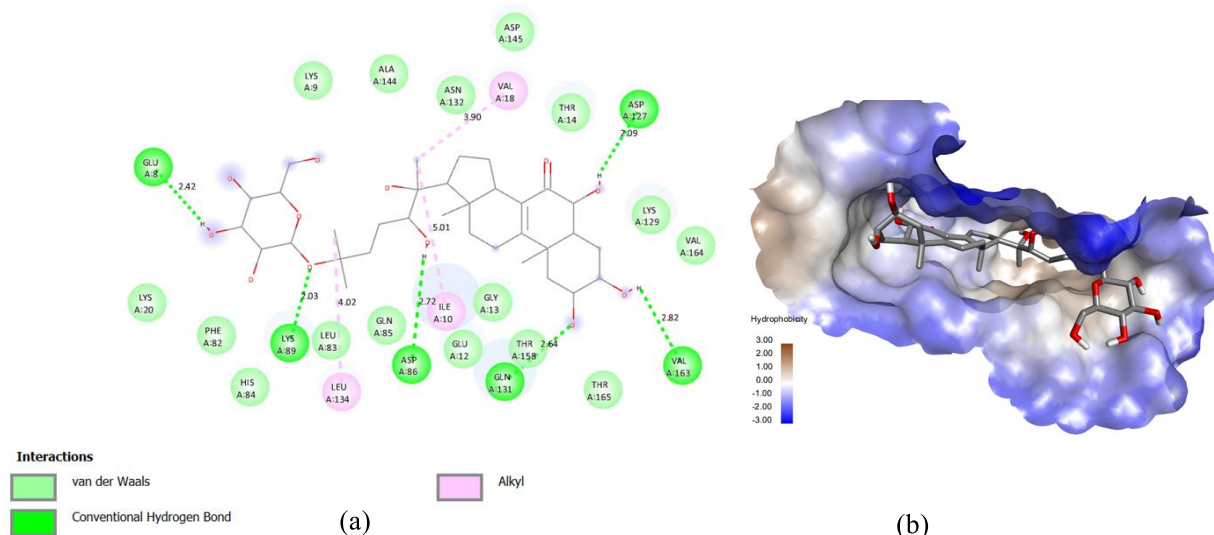 ASP
A:145
LYS
A:9
ALA
A:144
ASN
A:132
VAL
A:18
THR
A:14
ASP
A:127
3.90
2.09
GLU
A:8
2.42
H
O
O
O
O
O
O
O
O
H
O
LYS
A:129
VAL
A:164
5.01
O
H
O
H
O
2.03
4.02
2.72
ILE
A:10
GLY
A:13
2.82
LYS
A:20
PHE
A:82
LYS
A:89
LEU
A:83
GLN
A:85
ASP
A:86
GLU
A:12
THR
A:158
2.64
GLN
A:131
VAL
A:163
HIS
A:84
LEU
A:134
THR
A:165
Interactions
van der Waals
Conventional Hydrogen Bond
Alkyl
(a)
Hydrophobicity
3.00
2.00
1.00
0.00
-1.00
-2.00
-3.00
(b)